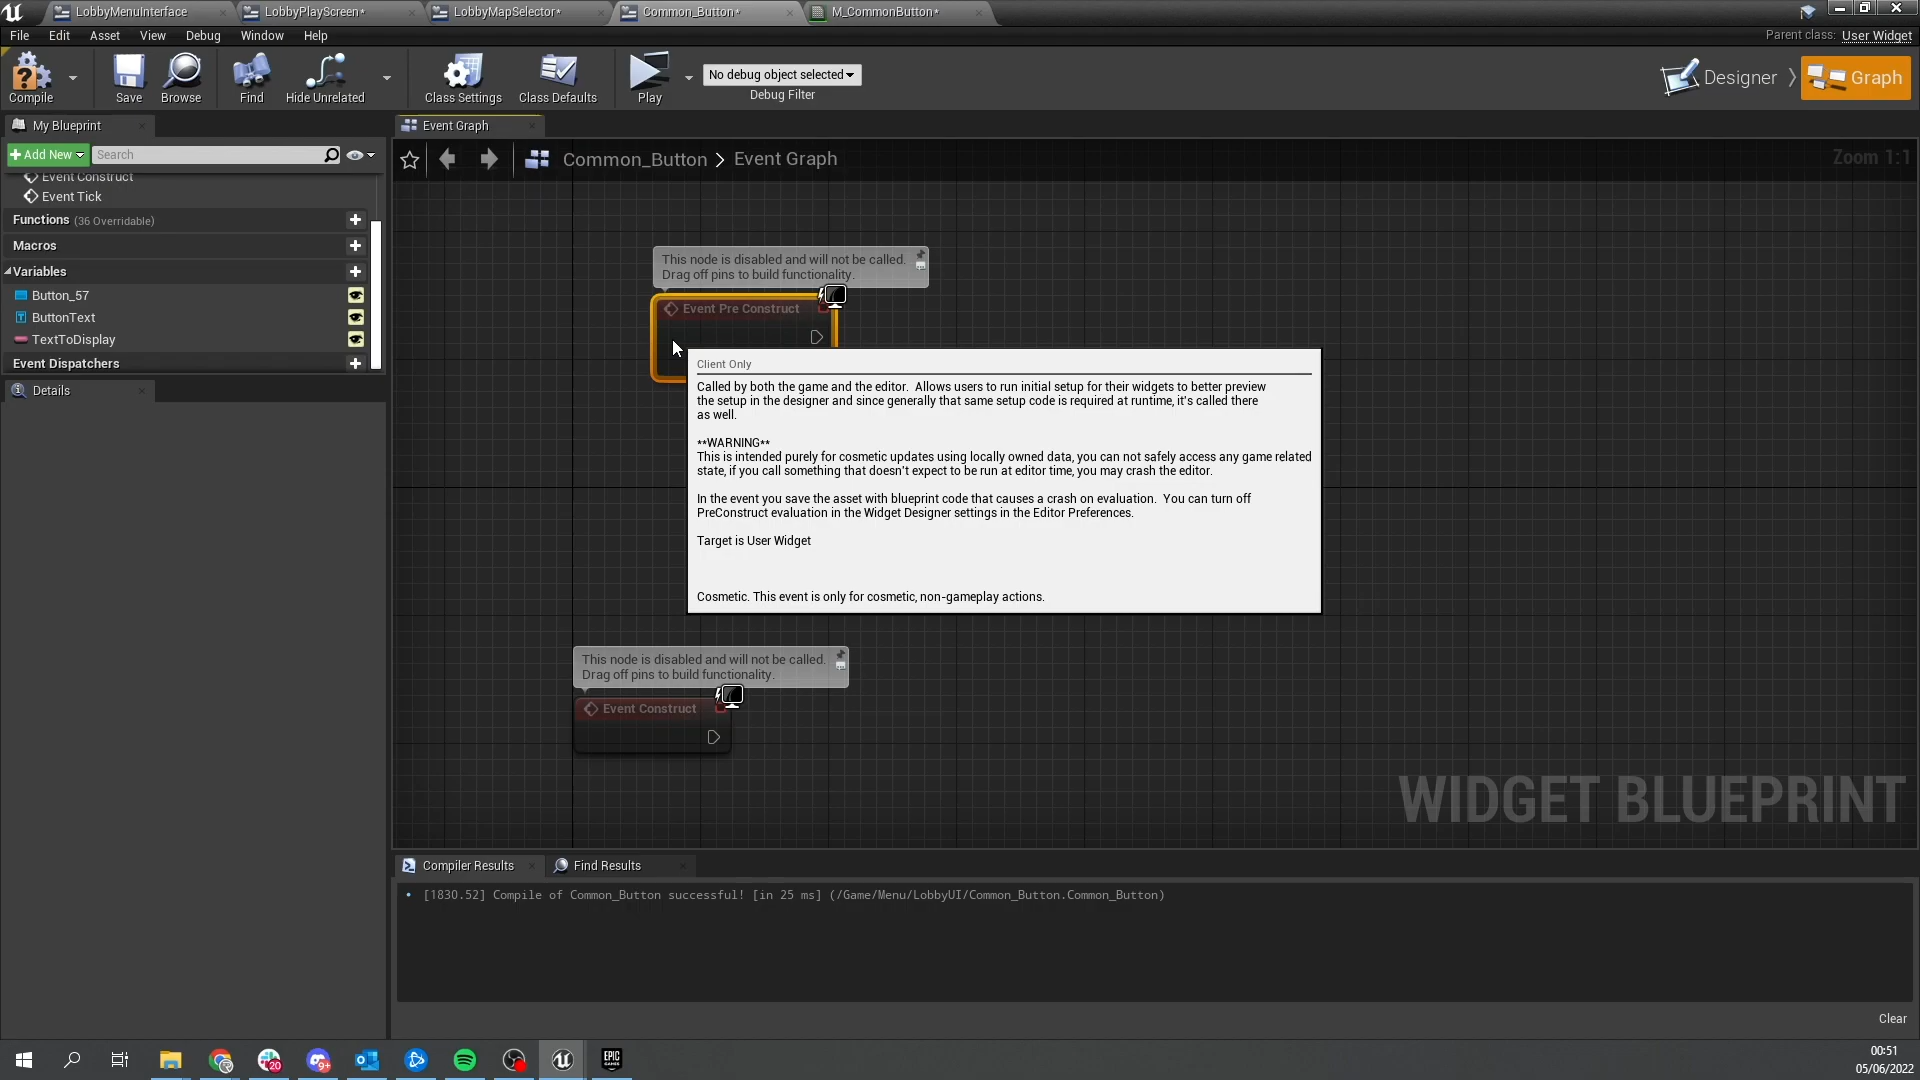 LobbyMenuInterface
LobbyPlayScreen*
LobbyMapSelector*
Common_Button*
M_CommonButton*
File
Edit
Asset
View
Debug
Window
Help
Parent class: User Widget
Compile
Save
Browse
Find
Hide Unrelated
Class Settings
Class Defaults
Play
No debug object selected
Debug Filter
Designer
Graph
My Blueprint
Event Graph
Add New
Search
Common_Button > Event Graph
Zoom 1:1
Event Construct
Event Tick
Functions (36 Overridable)
Macros
Variables
Button_57
ButtonText
TextToDisplay
Event Dispatchers
Details
This node is disabled and will not be called.
Drag off pins to build functionality.
Event Pre Construct
Client Only
Called by both the game and the editor.  Allows users to run initial setup for their widgets to better preview
the setup in the designer and since generally that same setup code is required at runtime, it's called there
as well.
**WARNING**
This is intended purely for cosmetic updates using locally owned data, you can not safely access any game related
state, if you call something that doesn't expect to be run at editor time, you may crash the editor.
In the event you save the asset with blueprint code that causes a crash on evaluation.  You can turn off
PreConstruct evaluation in the Widget Designer settings in the Editor Preferences.
Target is User Widget
Cosmetic. This event is only for cosmetic, non-gameplay actions.
This node is disabled and will not be called.
Drag off pins to build functionality.
Event Construct
WIDGET BLUEPRINT
Compiler Results
Find Results
[1830.52] Compile of Common_Button successful! [in 25 ms] (/Game/Menu/LobbyUI/Common_Button.Common_Button)
Clear
20
9+
EPIC
GAMES
00:51
05/06/2022